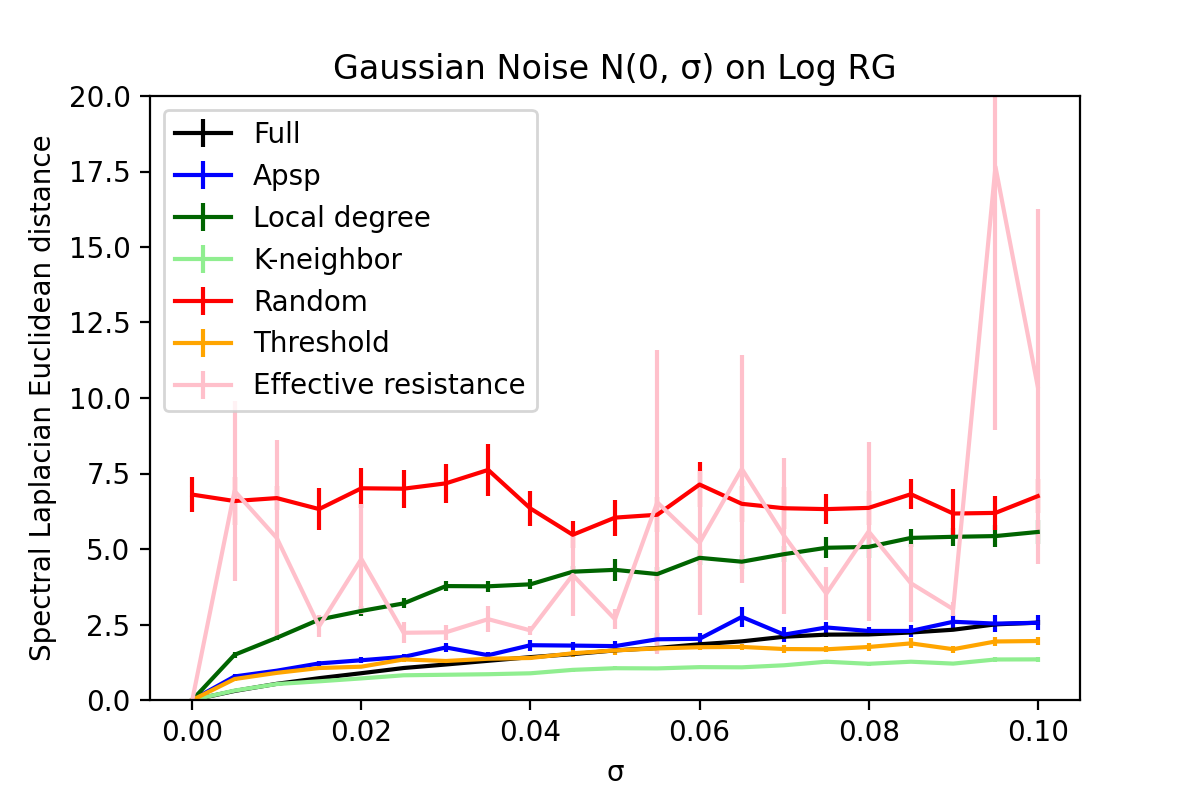 Gaussian Noise N(0, σ) on Log RG
Spectral Laplacian Euclidean distance
20.0
17.5
15.0
12.5
10.0
7.5
5.0
2.5
0.0
Full
Apsp
Local degree
K-neighbor
Random
Threshold
Effective resistance
0.00 0.02 0.04 0.06 0.08 0.10
σ